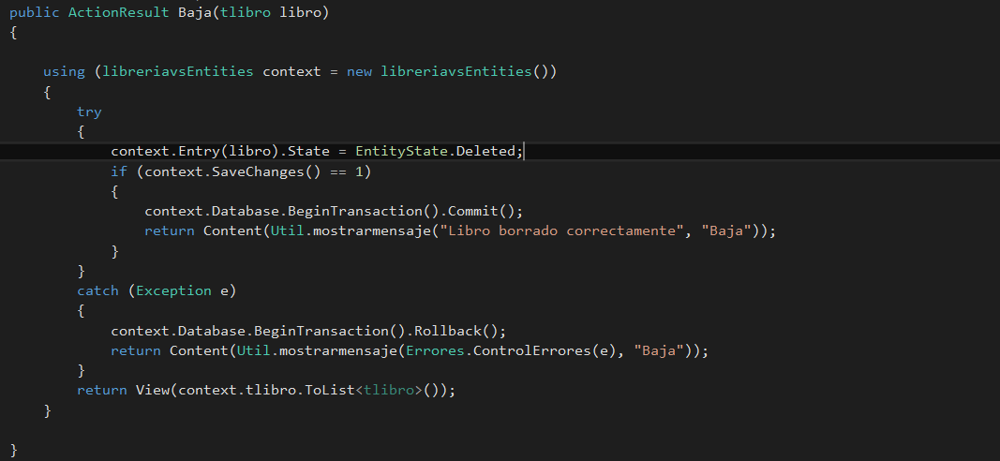 public ActionResult Baja(tlibro libro)
{
using (libreriavsEntities context = new libreriavsEntities())
{
try
{
context.Entry(libro).State = EntityState.Deleted;
if (context.SaveChanges() == 1)
{
context.Database.BeginTransaction().Commit();
return Content(Util.mostrarmensaje("Libro borrado correctamente", "Baja"));
}
}
catch (Exception e)
{
context.Database.BeginTransaction().Rollback();
return Content(Util.mostrarmensaje(Errores.ControlErrores(e), "Baja"));
}
return View(context.tlibro.ToList<tlibro>());
}
}